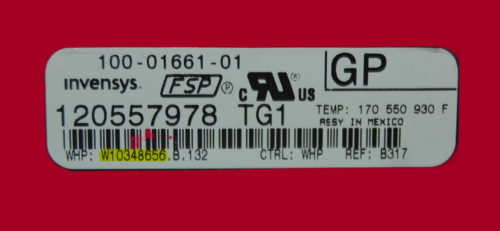 100-01661-01
invensys. FSP ® c RU ® US GP
120557978 TG1 TEMP: 170 550 930 F
ASSY IN MEXICO
WHP: W10348656.B.132 CTRL: WHP REF: B317